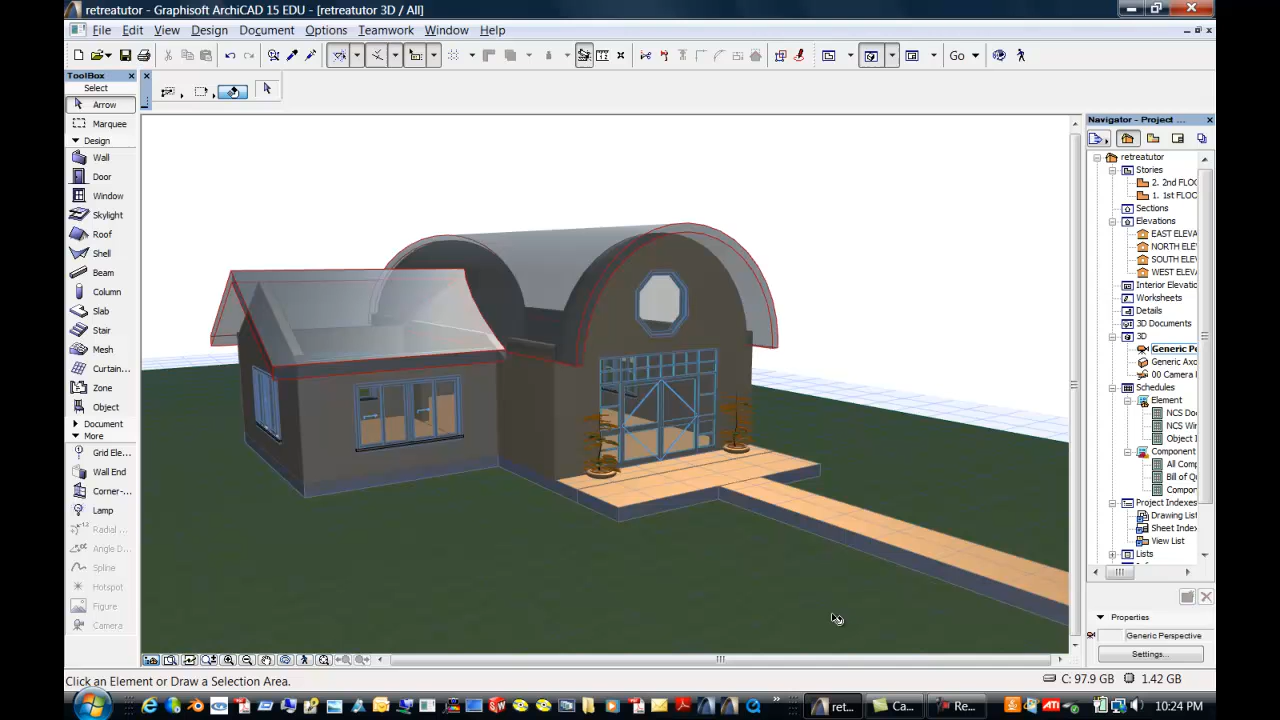 retreatutor - Graphisoft ArchiCAD 15 EDU - [retreatutor 3D / All]
File Edit View Design Document Options Teamwork Window Help
Go
ToolBox
Select
Arrow
Marquee
Design
Wall
Door
Window
Skylight
Roof
Shell
Beam
Column
Slab
Stair
Mesh
Curtain...
Zone
Object
Document
More
Grid Ele...
Wall End
Corner-...
Lamp
Radial ...
Angle D...
Spline
Hotspot
Figure
Camera
Navigator - Project ...
retreatutor
Stories
2. 2nd FLO
1. 1st FLO
Sections
Elevations
EAST ELEVA
NORTH ELE
SOUTH ELE
WEST ELEV
Interior Elevatio
Worksheets
Details
3D Documents
3D
Generic Pe
Generic Axo
00 Camera
Schedules
Element
NCS Do
NCS Wir
Object I
Component
All Comp
Bill of Q
Compor
Project Indexes
Drawing List
Sheet Index
View List
Lists
Properties
Generic Perspective
Settings...
Click an Element or Draw a Selection Area.
C: 97.9 GB
1.42 GB
ret...
Ca...
Re...
ATI
10:24 PM